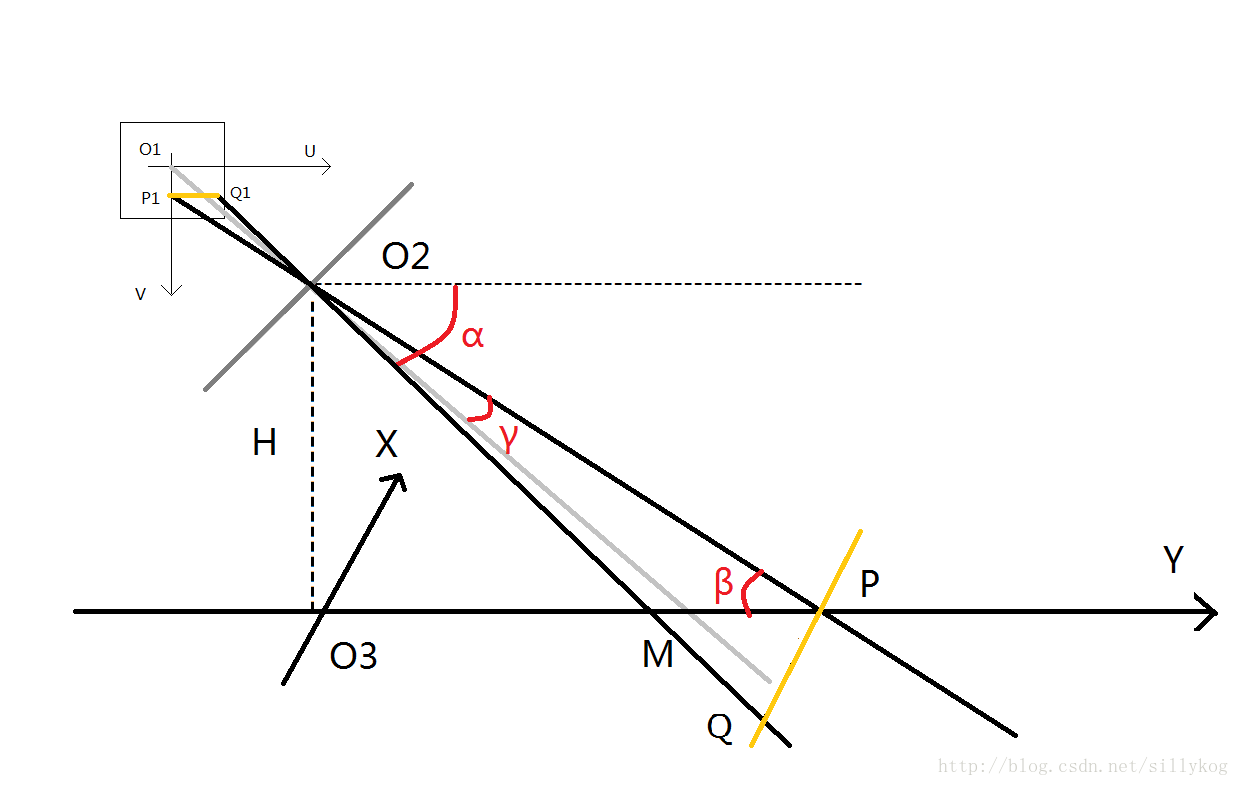 O1
U
P1
Q1
V
O2
α
H
X
γ
β
P
Y
O3
M
Q
http://blog.csdn.net/sillykog